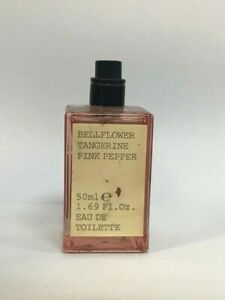 BELLFLOWER
TANGERINE
PINK PEPPER
50ml ℮
1.69 Fl.Oz.
EAU DE
TOILETTE